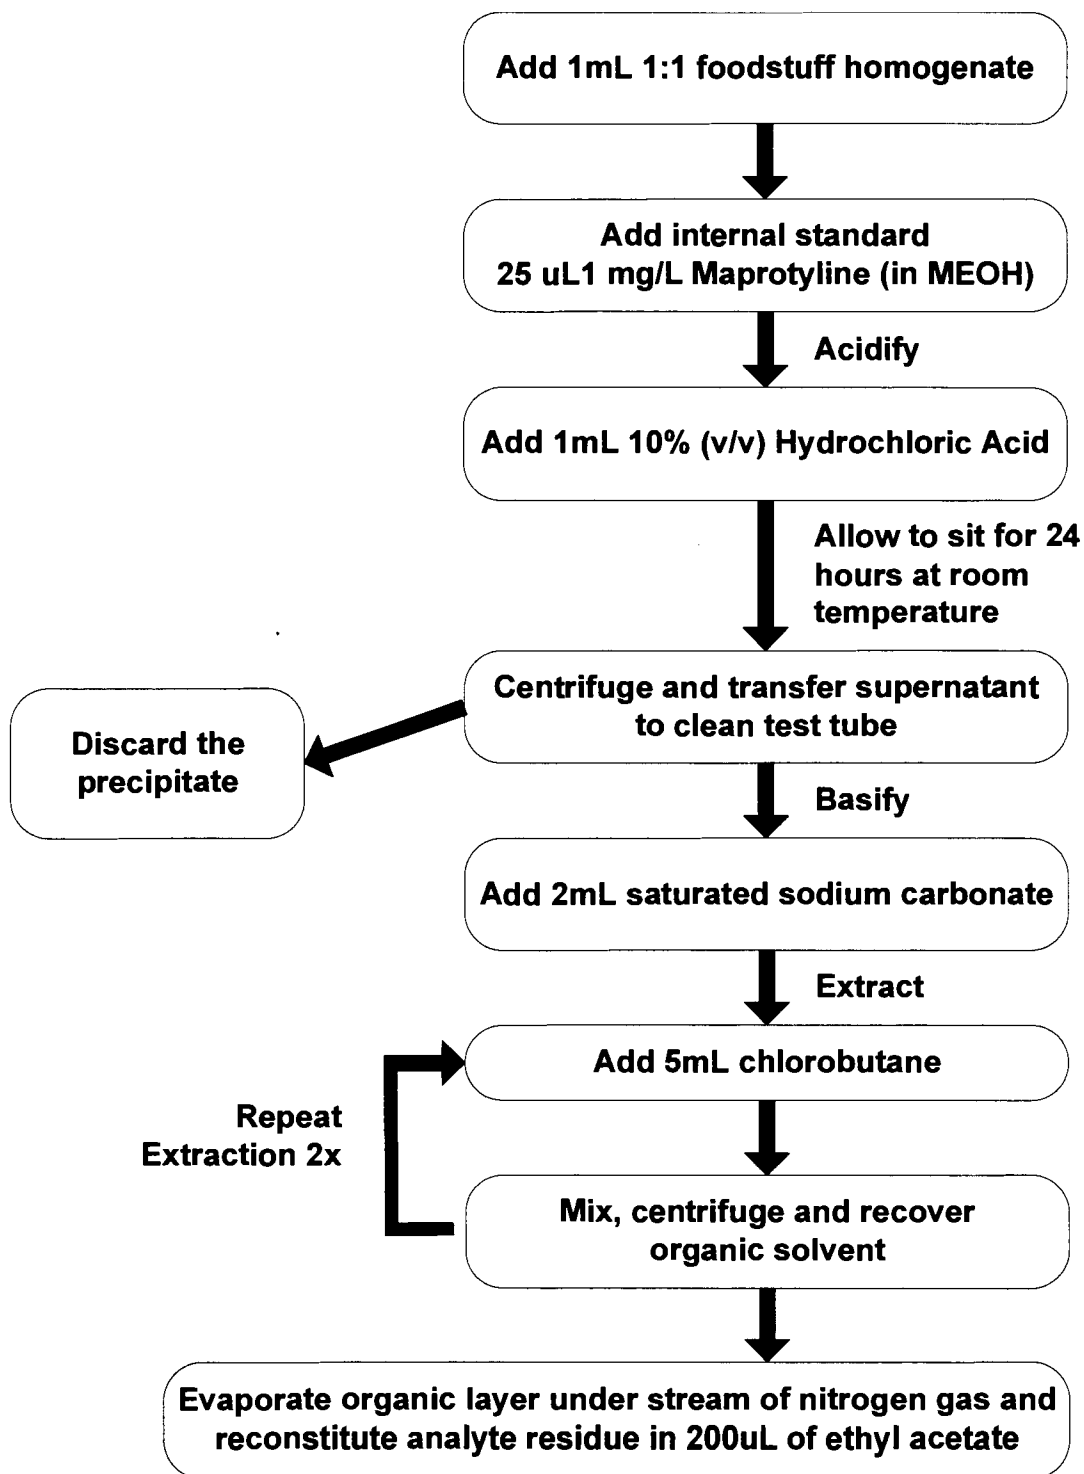 Add 1mL 1:1 foodstuff homogenate
Add internal standard
25 uL1 mg/L Maprotyline (in MEOH)
Acidify
Add 1mL 10% (v/v) Hydrochloric Acid
Allow to sit for 24
hours at room
temperature
Centrifuge and transfer supernatant
to clean test tube
Discard the
precipitate
Basify
Add 2mL saturated sodium carbonate
Extract
Add 5mL chlorobutane
Repeat
Extraction 2x
Mix, centrifuge and recover
organic solvent
Evaporate organic layer under stream of nitrogen gas and
reconstitute analyte residue in 200uL of ethyl acetate